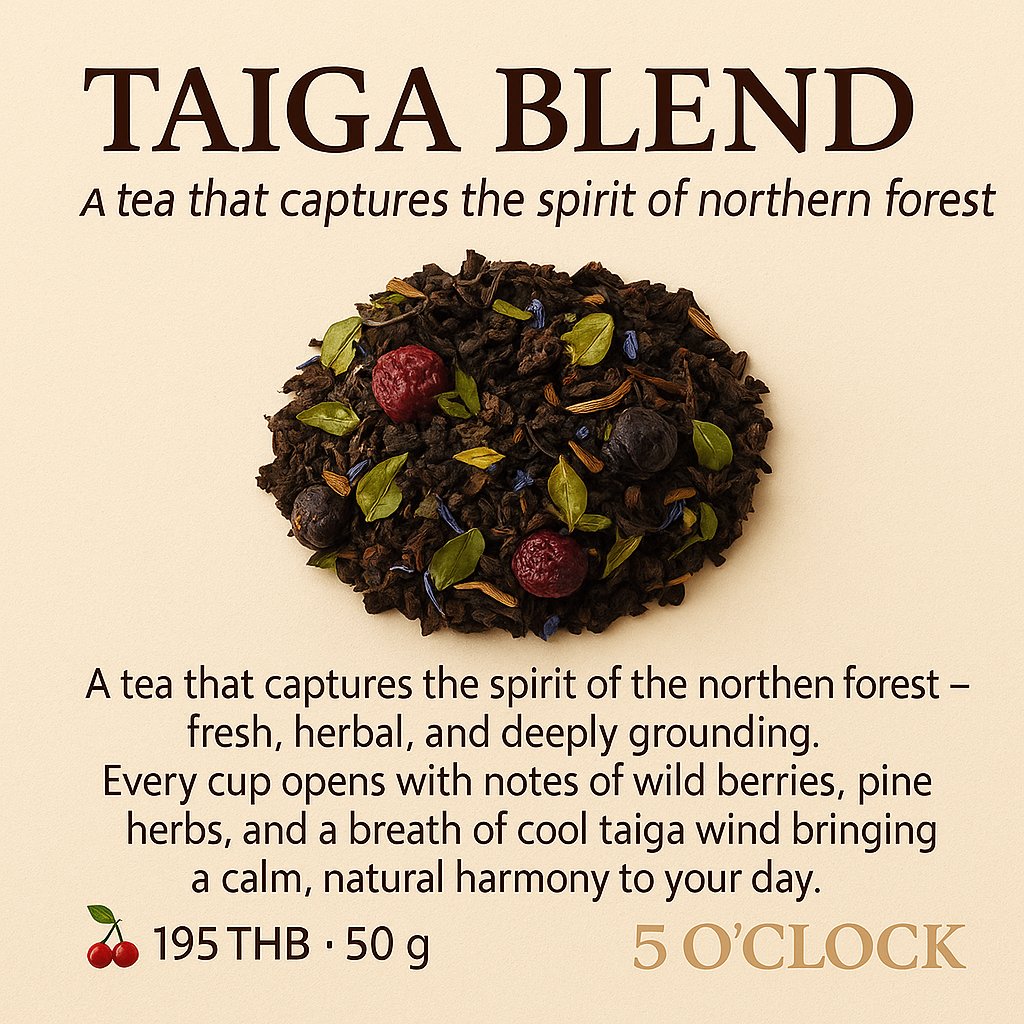 TAIGA BLEND
A tea that captures the spirit of northern forest
A tea that captures the spirit of the northen forest –
fresh, herbal, and deeply grounding.
Every cup opens with notes of wild berries, pine
herbs, and a breath of cool taiga wind bringing
a calm, natural harmony to your day.
195 THB · 50 g
5 O'CLOCK